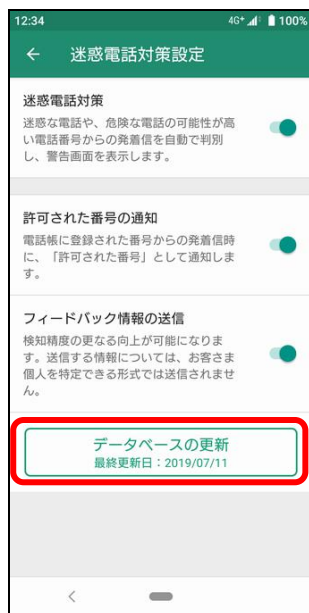 12:34 4G+ 100%
← 迷惑電話対策設定
迷惑電話対策
迷惑な電話や、危険な電話の可能性が高
い電話番号からの発着信を自動で判別
し、警告画面を表示します。
許可された番号の通知
電話帳に登録された番号からの発着信時
に、「許可された番号」として通知しま
す。
フィードバック情報の送信
検知精度の更なる向上が可能になりま
す。送信する情報については、お客さま
個人を特定できる形式では送信されませ
ん。
データベースの更新
最終更新日：2019/07/11